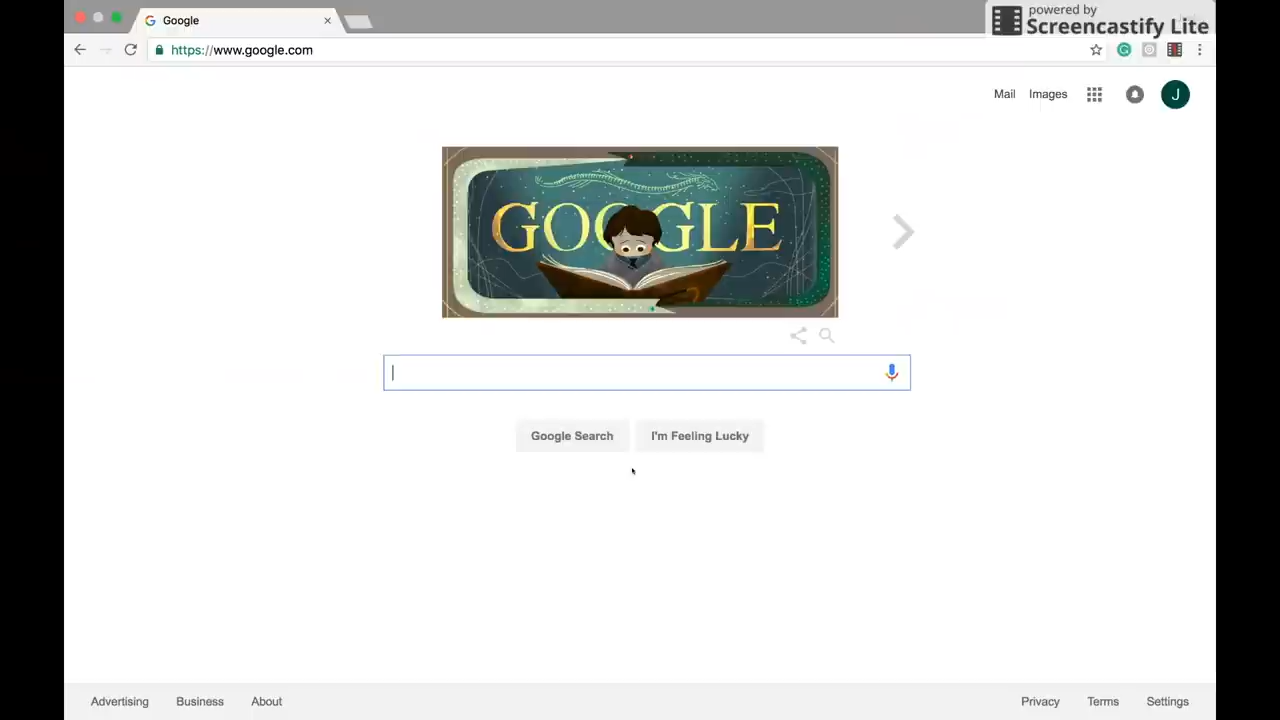 Google
powered by
Screencastify Lite
https://www.google.com
Mail Images J
GOOGLE
Google Search I'm Feeling Lucky
Advertising Business About Privacy Terms Settings